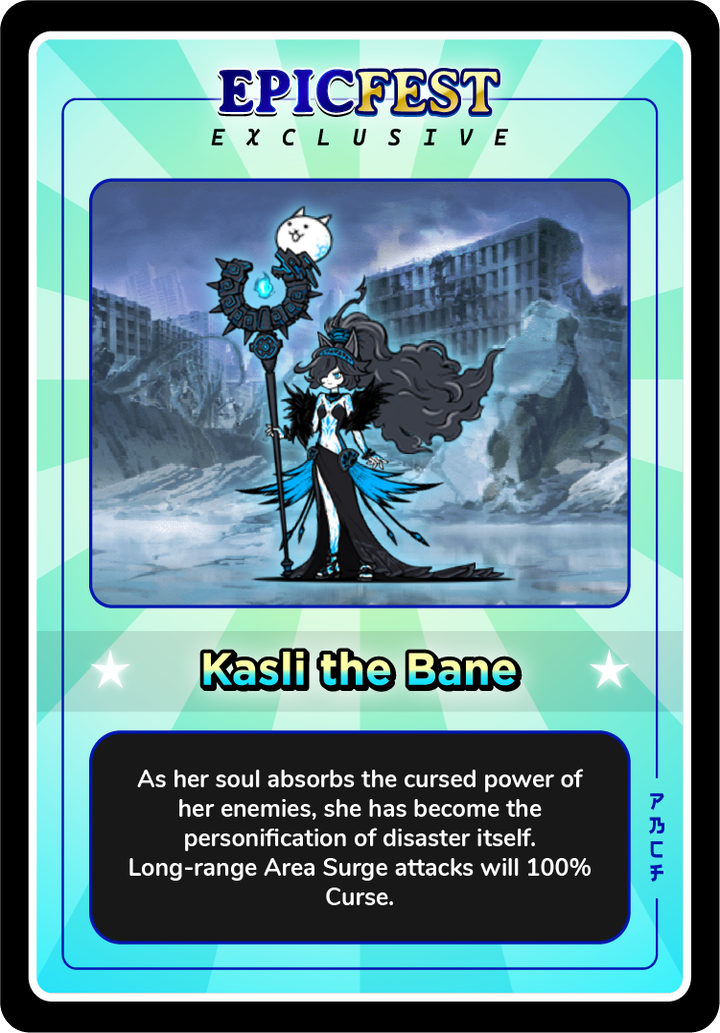 EPICFEST
EXCLUSIVE
Kasli the Bane
As her soul absorbs the cursed power of
her enemies, she has become the
personification of disaster itself.
Long-range Area Surge attacks will 100%
Curse.